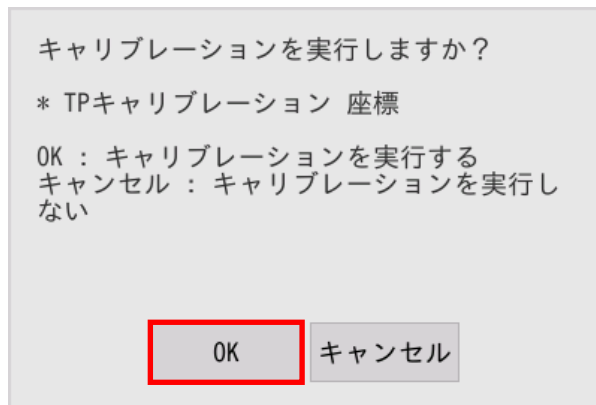 キャリブレーションを実行しますか？
* TPキャリブレーション 座標
OK : キャリブレーションを実行する
キャンセル : キャリブレーションを実行し
ない
OK
キャンセル